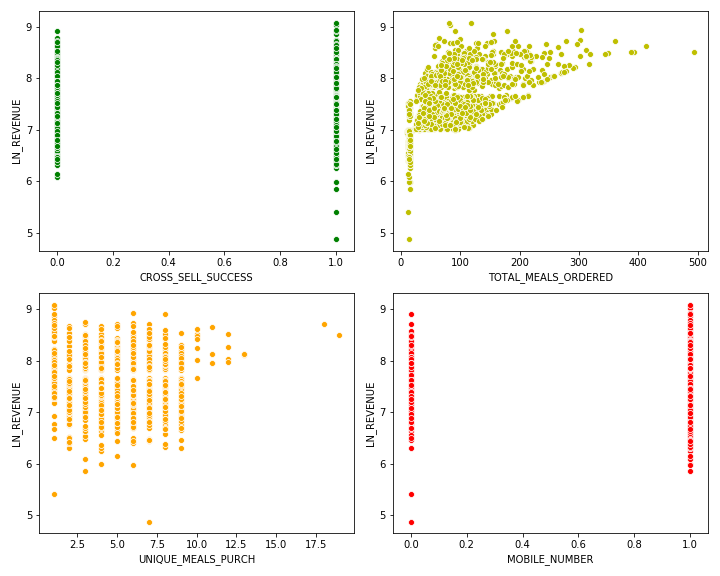 9
8
7
6
5
LN_REVENUE
0.0 0.2 0.4 0.6 0.8 1.0
CROSS_SELL_SUCCESS
9
8
7
6
5
LN_REVENUE
0 100 200 300 400 500
TOTAL_MEALS_ORDERED
9
8
7
6
5
LN_REVENUE
2.5 5.0 7.5 10.0 12.5 15.0 17.5
UNIQUE_MEALS_PURCH
9
8
7
6
5
LN_REVENUE
0.0 0.2 0.4 0.6 0.8 1.0
MOBILE_NUMBER